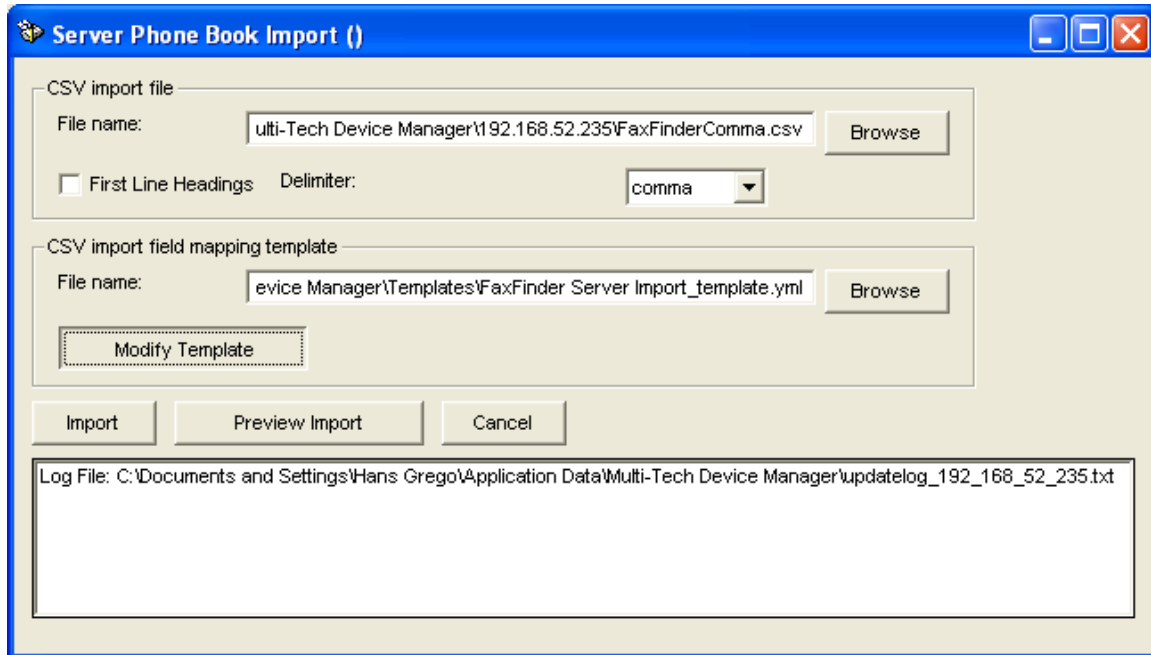 Server Phone Book Import ()
CSV import file
File name:
ulti-Tech Device Manager\192.168.52.235\FaxFinderComma.csv
Browse
First Line Headings
Delimiter:
comma
CSV import field mapping template
File name:
evice Manager\Templates\FaxFinder Server Import_template.yml
Browse
Modify Template
Import
Preview Import
Cancel
Log File: C:\Documents and Settings\Hans Grego\Application Data\Multi-Tech Device Manager\updatelog_192_168_52_235.txt